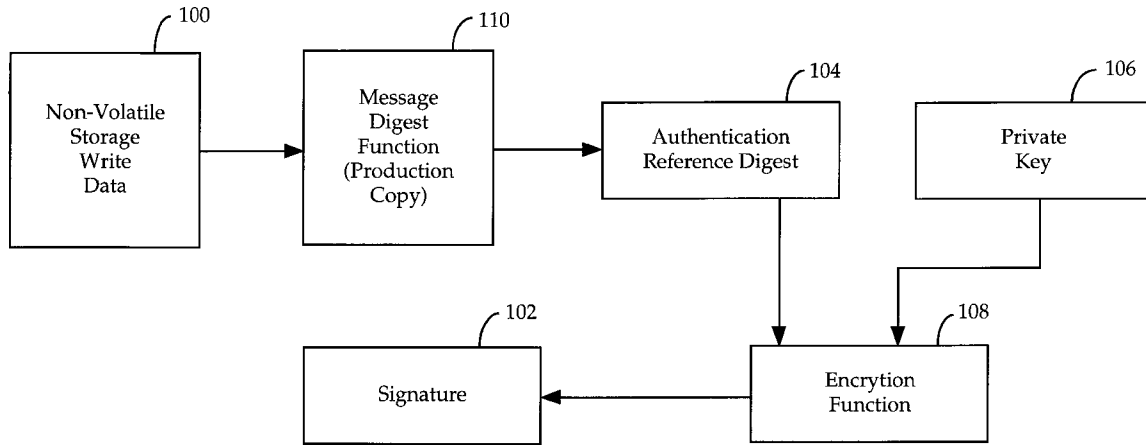 100
110
104
106
Non-Volatile
Storage
Write
Data
Message
Digest
Function
(Production
Copy)
Authentication
Reference Digest
Private
Key
102
108
Signature
Encrytion
Function